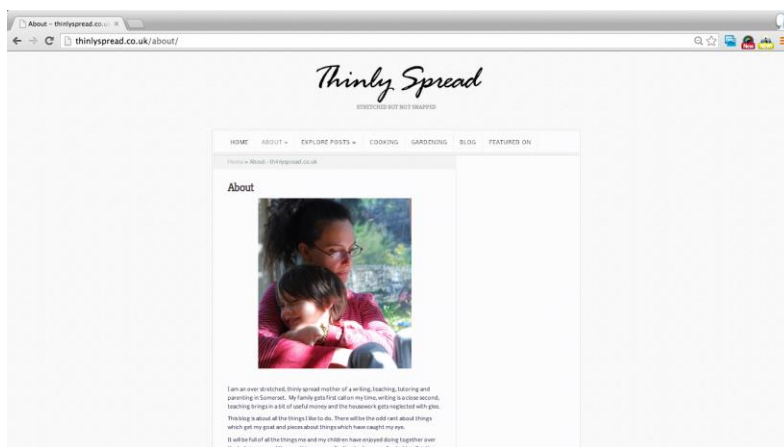 About – thinlyspread.co.u
thinlyspread.co.uk/about/
Thinly Spread
STRETCHED BUT NOT SNAPPED
HOME ABOUT » EXPLORE POSTS » COOKING GARDENING BLOG FEATURED ON
Home » About - thinlyspread.co.uk
About
I am an over stretched, thinly spread mother of 4 writing, teaching, tutoring and
parenting in Somerset. My family gets first call on my time, writing is a close second,
teaching brings in a bit of useful money and the housework gets neglected with glee.
This blog is about all the things I like to do. There will be the odd rant about things
which get my goat and pieces about things which have caught my eye.
It will be full of all the things me and my children have enjoyed doing together over